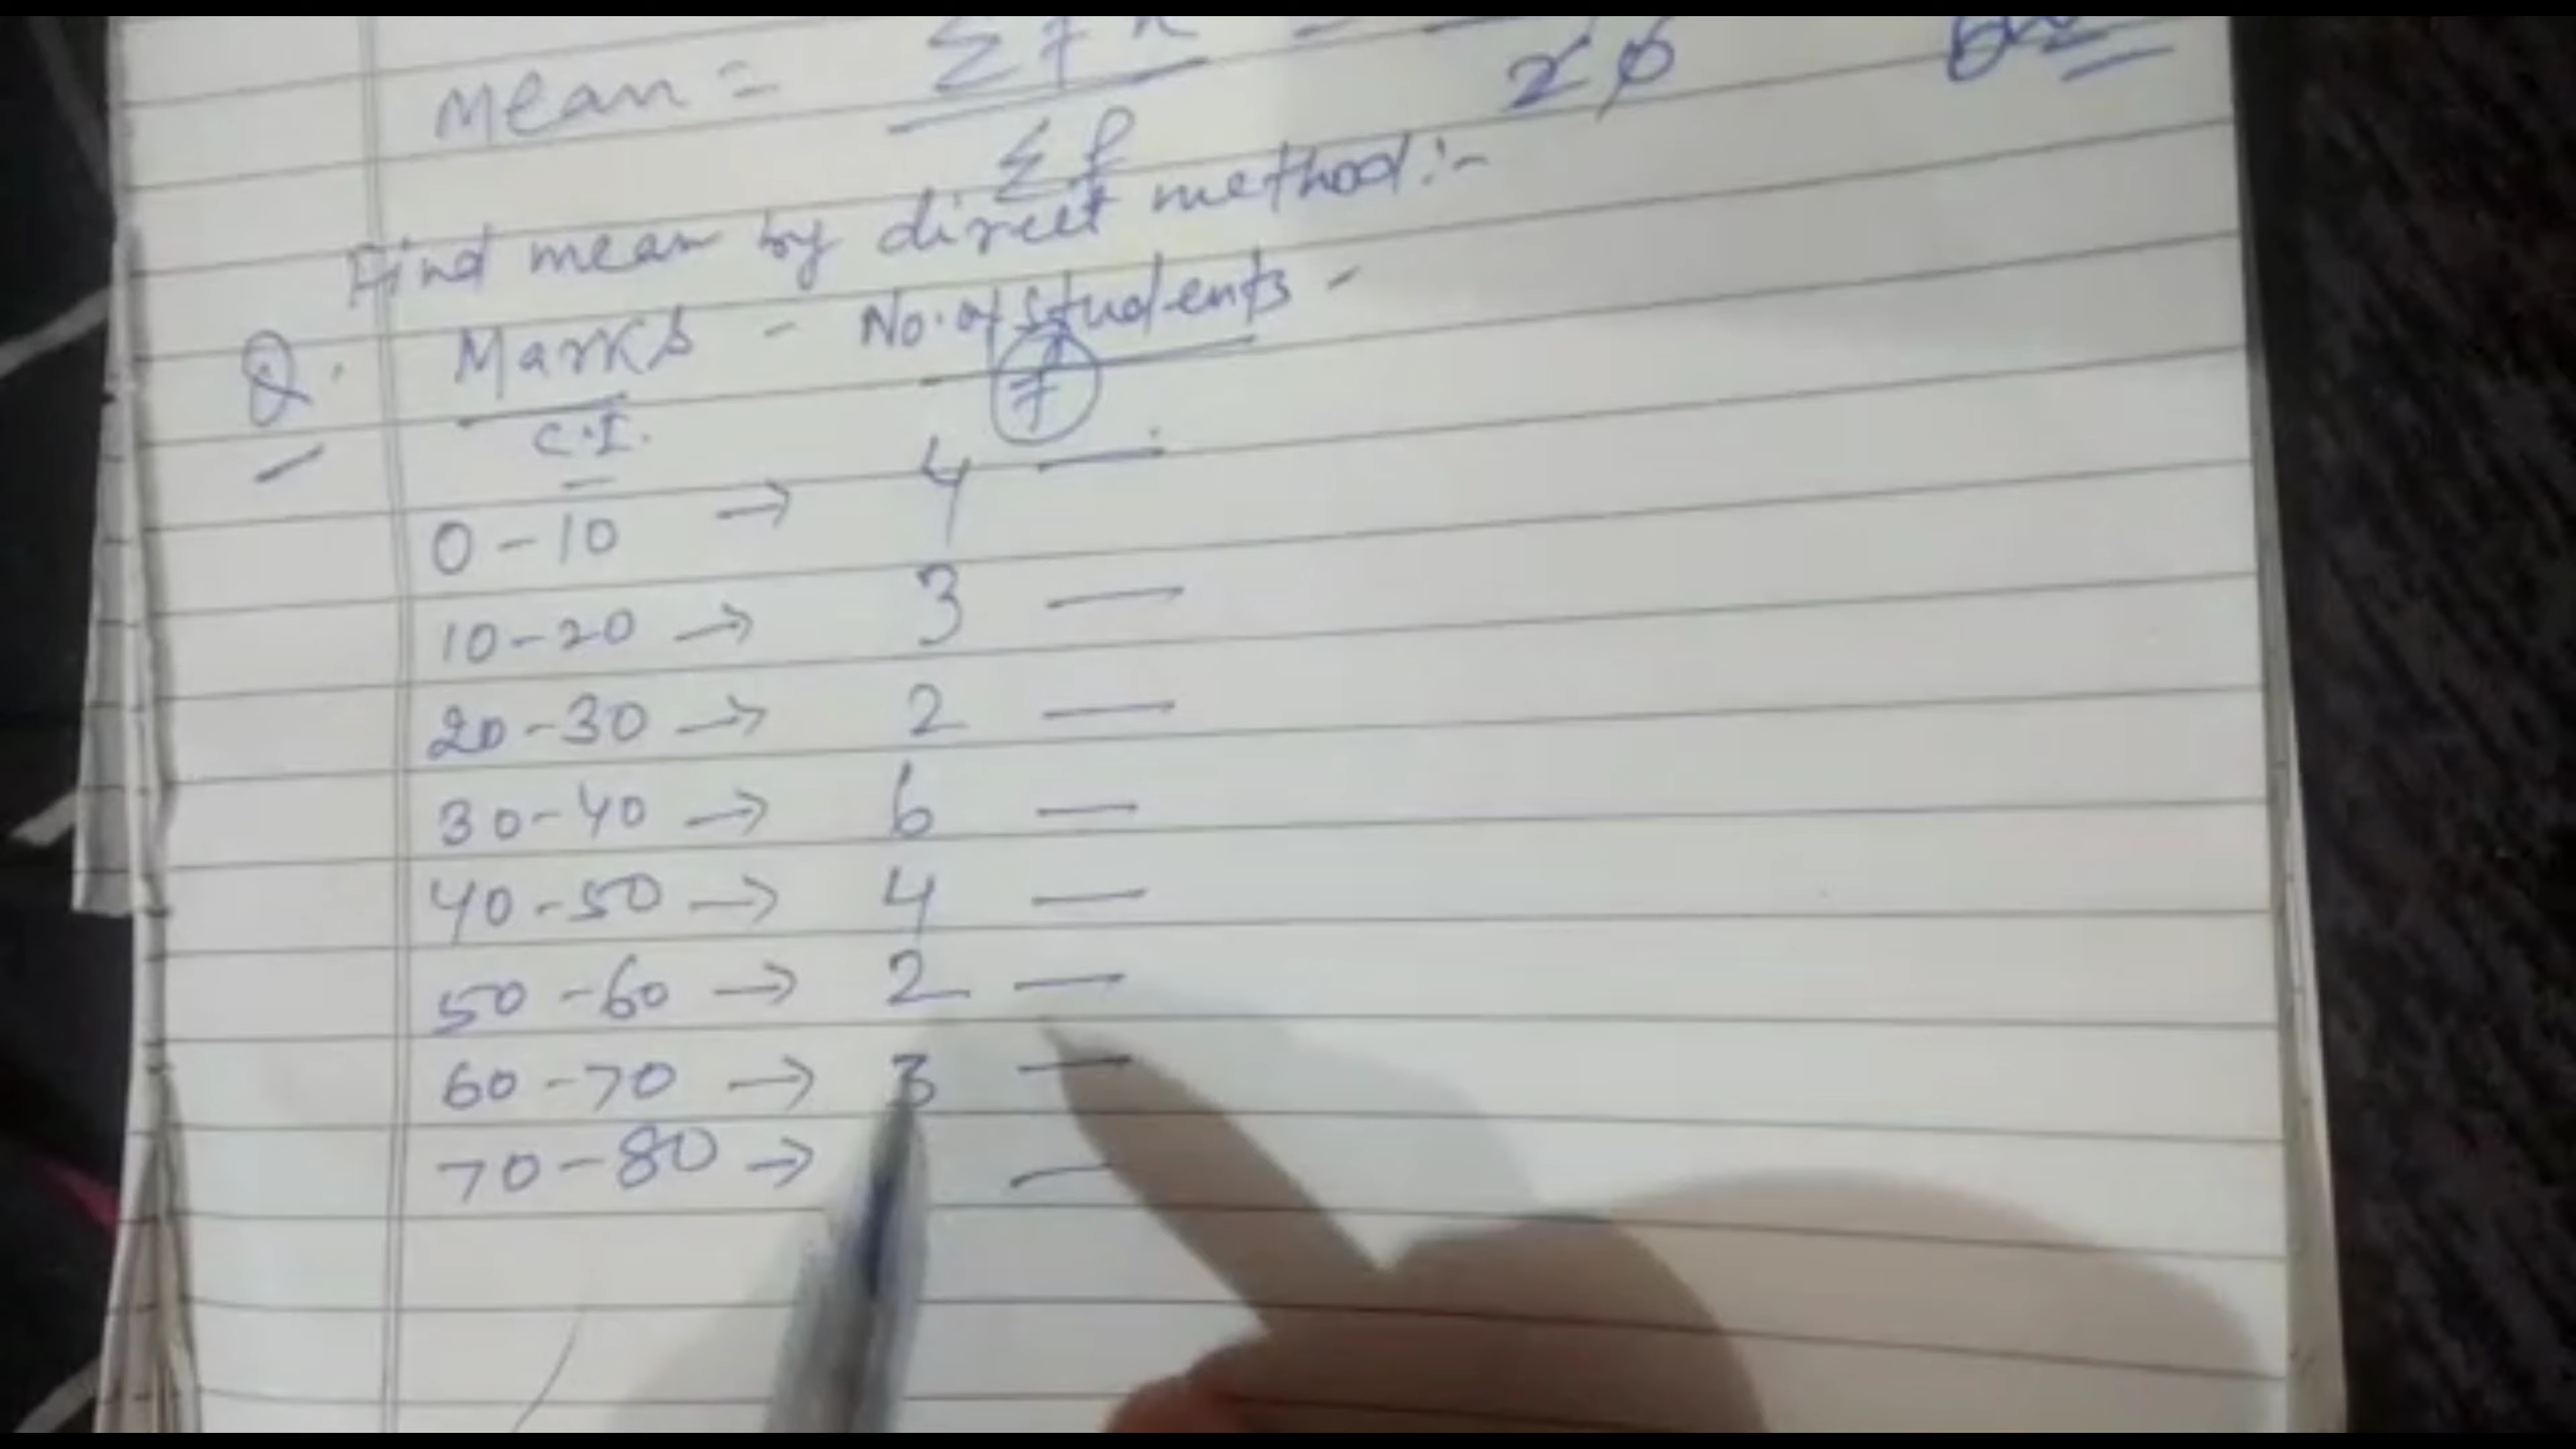 Mean = Σfx / Σf = 20
Find mean by direct method:-
Q. Marks - No. of Students -
C.I. f
0-10 → 4 —
10-20 → 3 —
20-30 → 2 —
30-40 → 6 —
40-50 → 4 —
50-60 → 2 —
60-70 → 3 —
70-80 → —